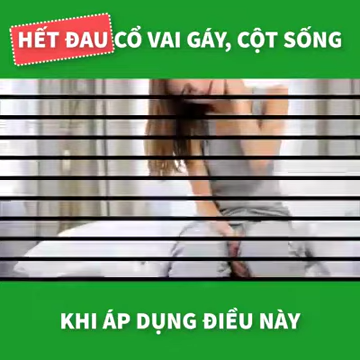 HẾT ĐAU CỔ VAI GÁY, CỘT SỐNG
KHI ÁP DỤNG ĐIỀU NÀY